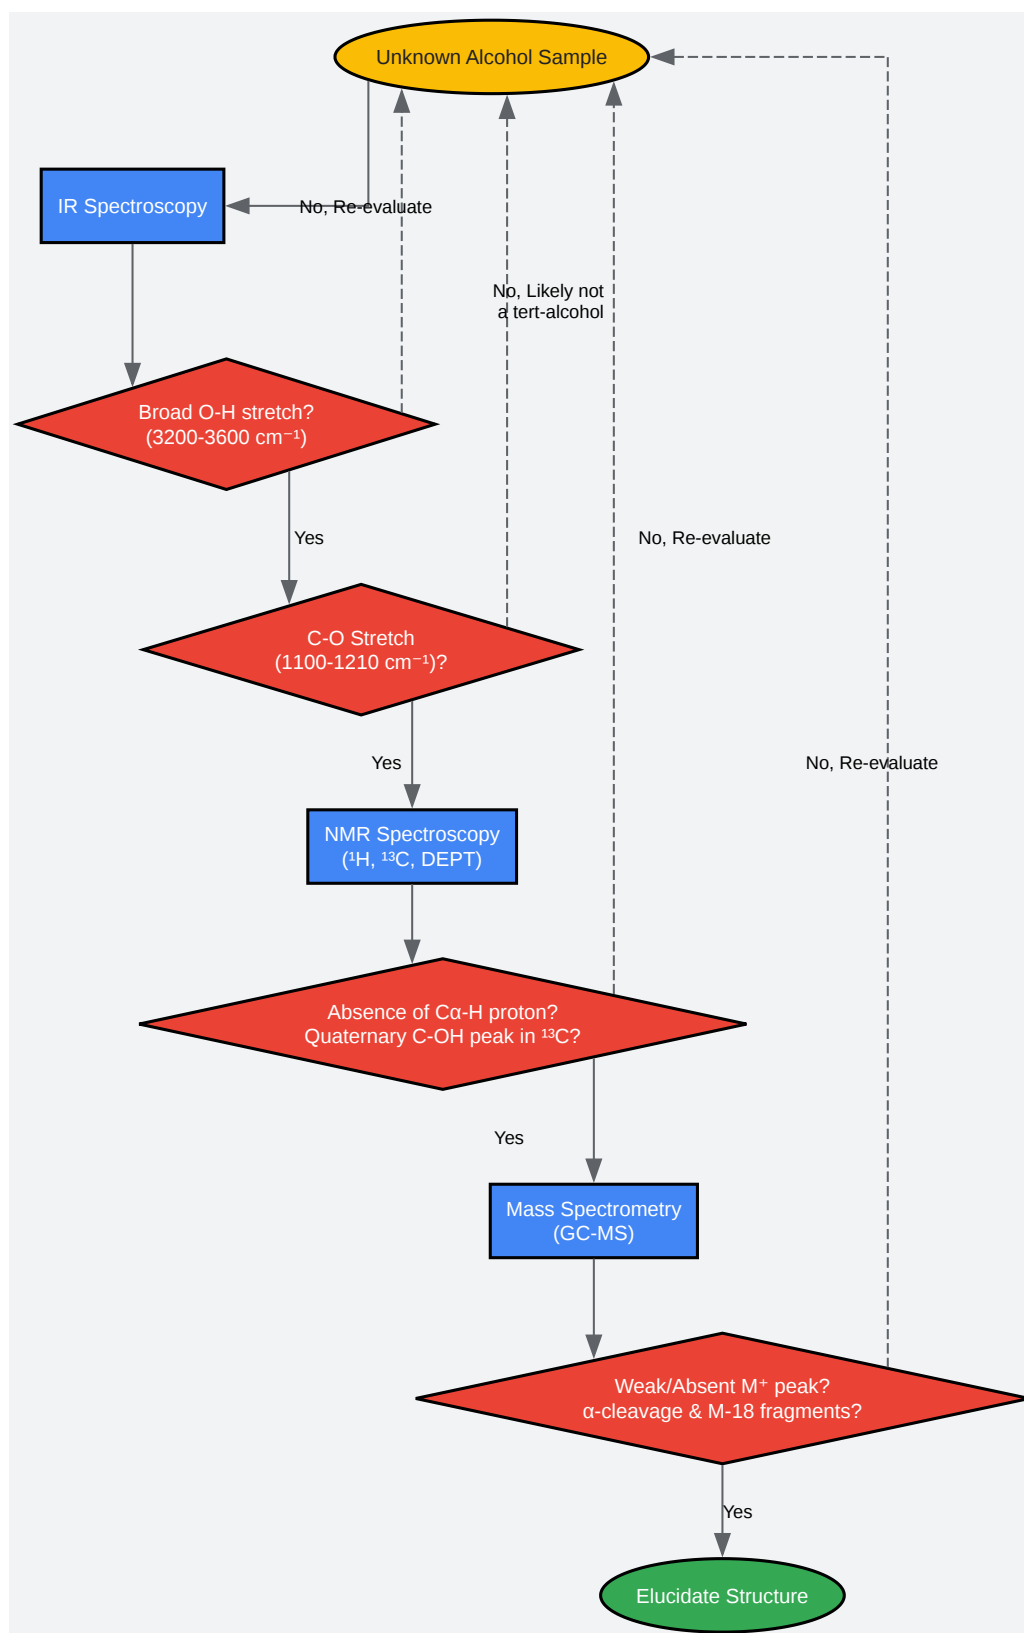 Unknown Alcohol Sample
IR Spectroscopy
No, Re-evaluate
No, Likely not
a tert-alcohol
Broad O-H stretch?
(3200-3600 cm⁻¹)
Yes
No, Re-evaluate
C-O Stretch
(1100-1210 cm⁻¹)?
Yes
No, Re-evaluate
NMR Spectroscopy
(¹H, ¹³C, DEPT)
Absence of Cα-H proton?
Quaternary C-OH peak in ¹³C?
Yes
Mass Spectrometry
(GC-MS)
Weak/Absent M⁺ peak?
α-cleavage & M-18 fragments?
Yes
Elucidate Structure